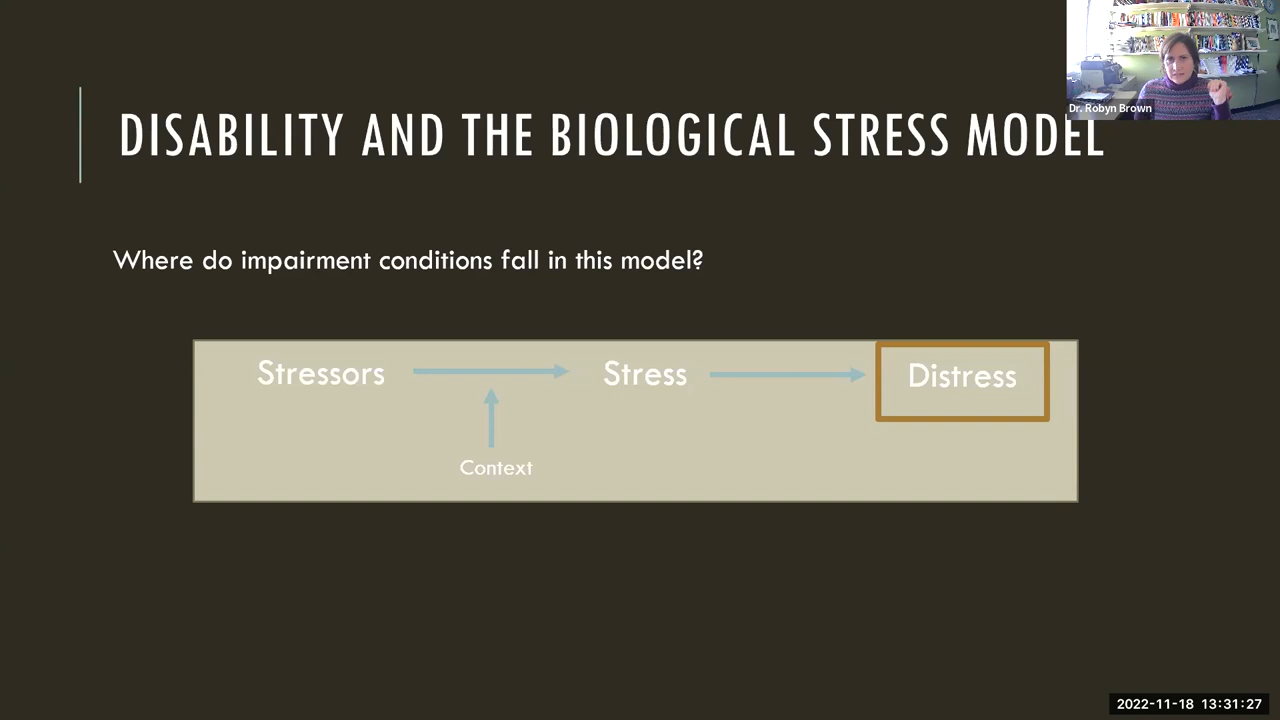 Dr. Robyn Brown
DISABILITY AND THE BIOLOGICAL STRESS MODEL
Where do impairment conditions fall in this model?
Stressors
Stress
Distress
Context
2022-11-18 13:31:27